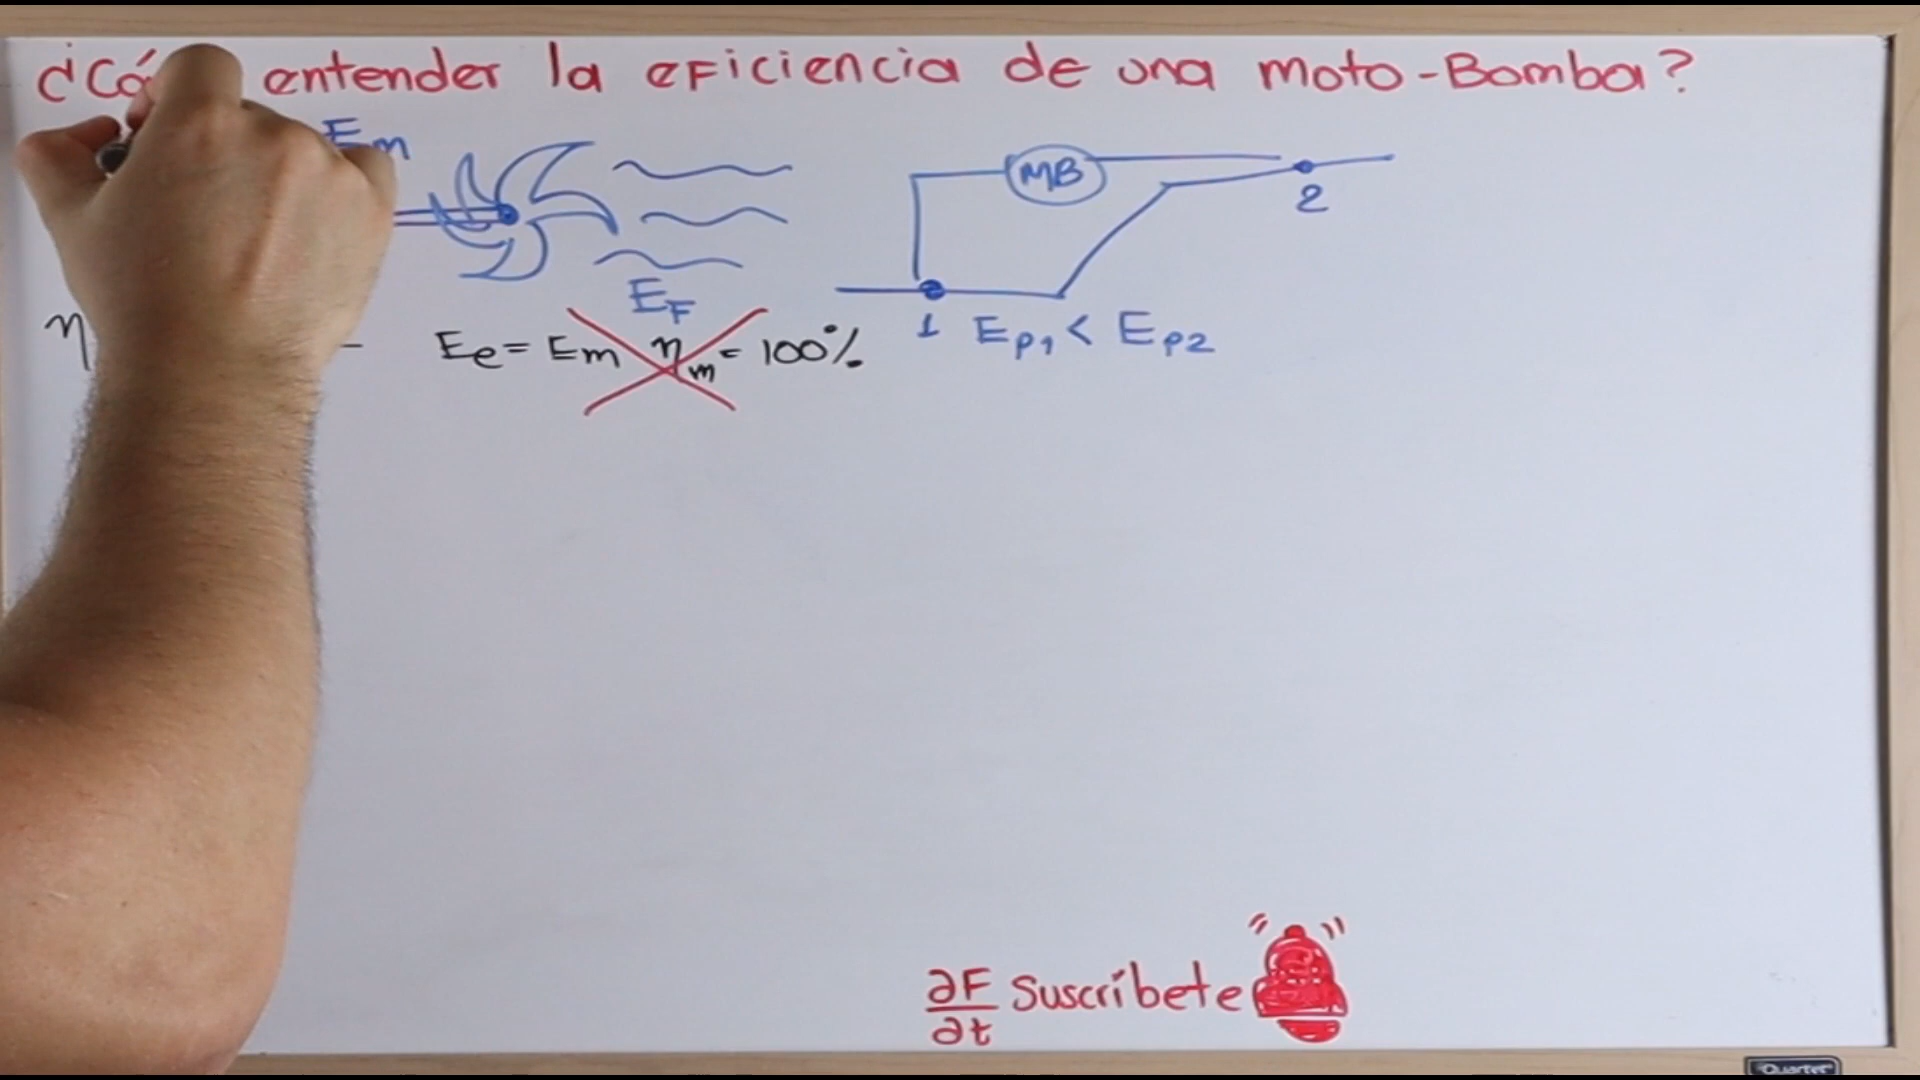 entender la eficiencia de una moto-Bomba?
Em
MB
2
EF
1 Ep1 < Ep2
η
Ee = Em ηm = 100%
∂F/∂t Suscríbete
Quartet